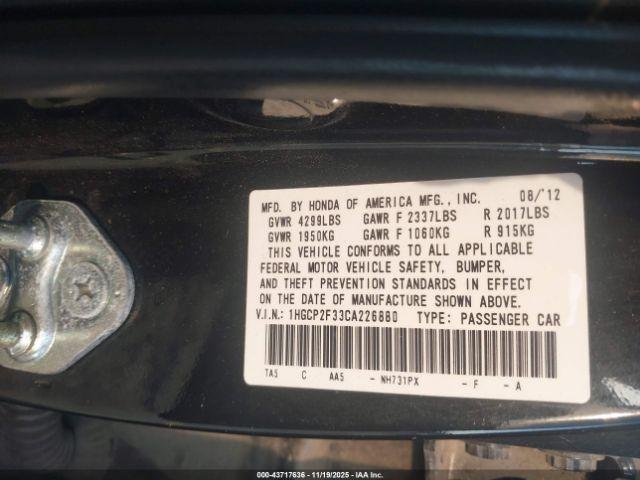 MFD. BY HONDA OF AMERICA MFG., INC. 08/'12
GVWR 4299LBS GAWR F 2337LBS R 2017LBS
GVWR 1950KG GAWR F 1060KG R 915KG
THIS VEHICLE CONFORMS TO ALL APPLICABLE
FEDERAL MOTOR VEHICLE SAFETY, BUMPER,
AND THEFT PREVENTION STANDARDS IN EFFECT
ON THE DATE OF MANUFACTURE SHOWN ABOVE.
V.I.N.: 1HGCP2F33CA226880 TYPE: PASSENGER CAR
TA5 C AA5 - NH731PX - F - A
000-43717636 - 11/19/2025 - IAA Inc.